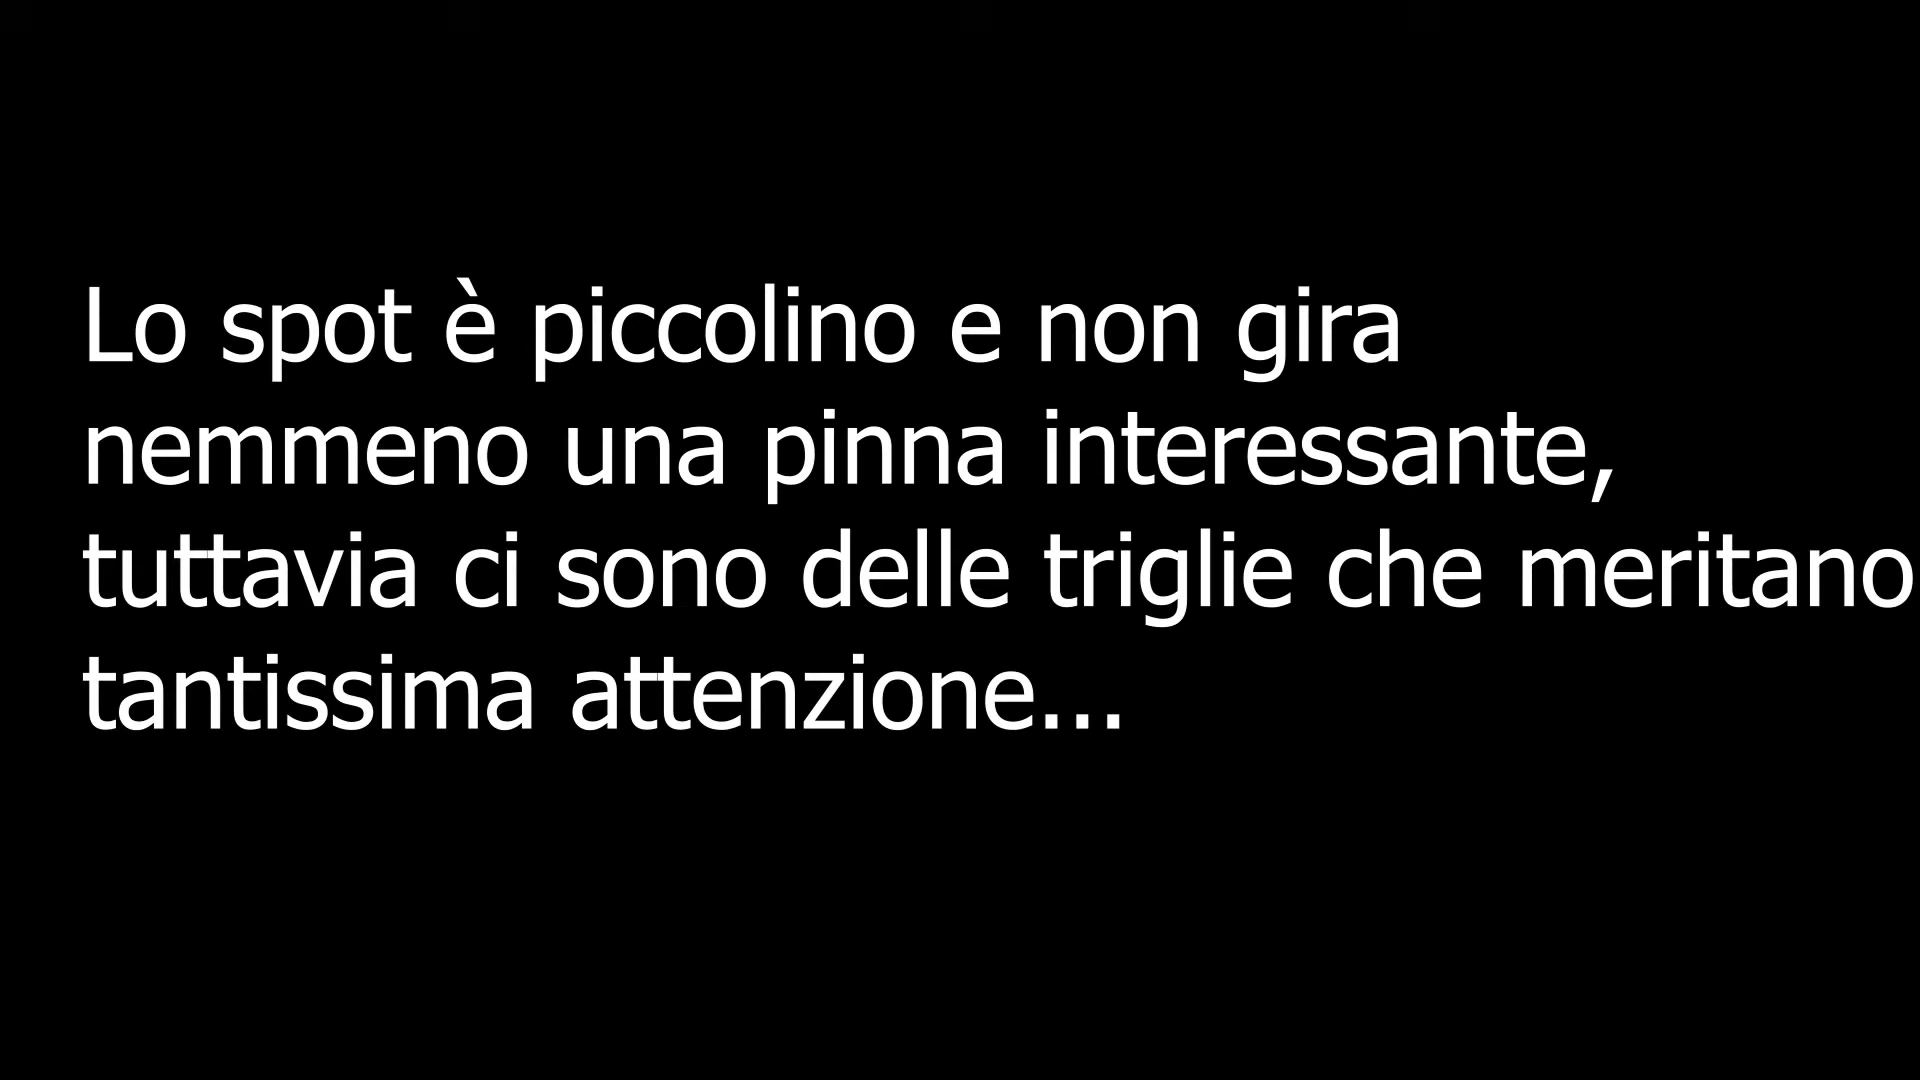 Lo spot è piccolino e non gira
nemmeno una pinna interessante,
tuttavia ci sono delle triglie che meritano
tantissima attenzione...